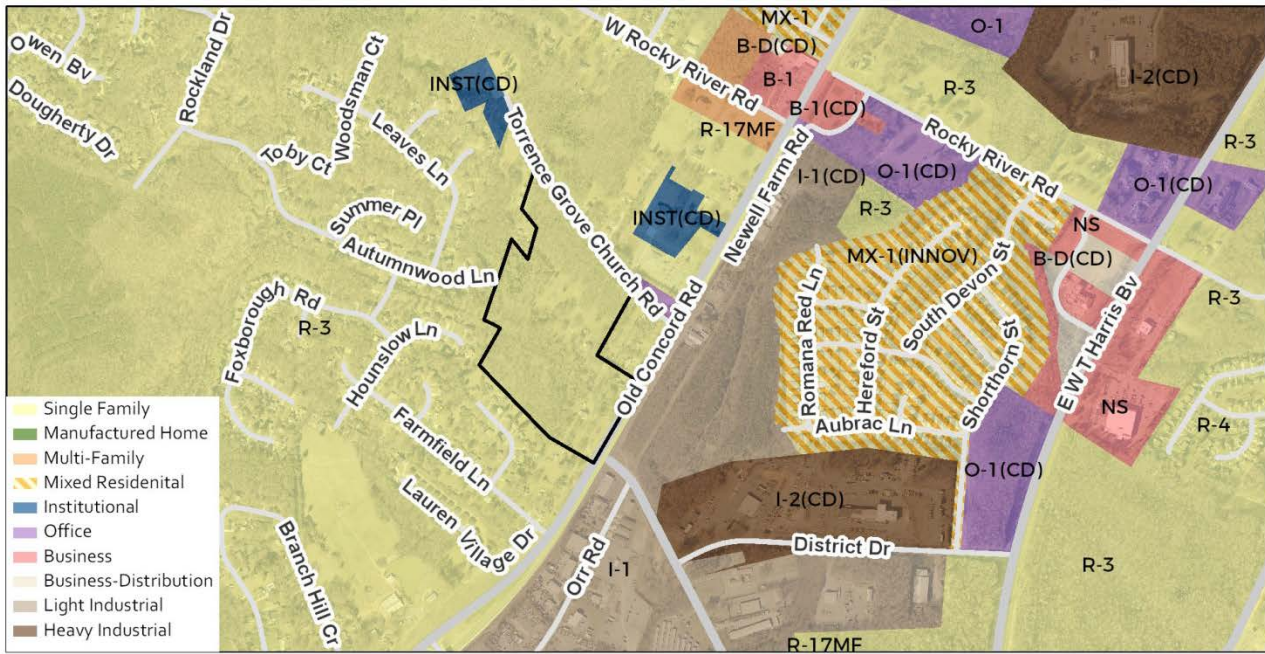 Owen Bv
Dougherty Dr
Rockland Dr
Toby Ct
Woodsman Ct
Leaves Ln
Summer Pl
Autumnwood Ln
Foxborough Rd
R-3
Hounslow Ln
Farmfield Ln
Lauren Village Dr
Branch Hill Cr
INST(CD)
Torrence Grove Church Rd
INST(CD)
W Rocky River Rd
MX-1
B-D(CD)
B-1
B-1(CD)
R-17MF
Newell Farm Rd
Old Concord Rd
I-1(CD)
R-3
O-1(CD)
Rocky River Rd
R-3
O-1
I-2(CD)
R-3
O-1(CD)
NS
B-D(CD)
MX-1(INNOV)
Romana Red Ln
Hereford St
South Devon St
Shorthorn St
Aubrac Ln
E W T Harris Bv
R-3
NS
R-4
O-1(CD)
I-2(CD)
District Dr
Orr Rd
I-1
R-3
R-17MF
Single Family
Manufactured Home
Multi-Family
Mixed Residenital
Institutional
Office
Business
Business-Distribution
Light Industrial
Heavy Industrial